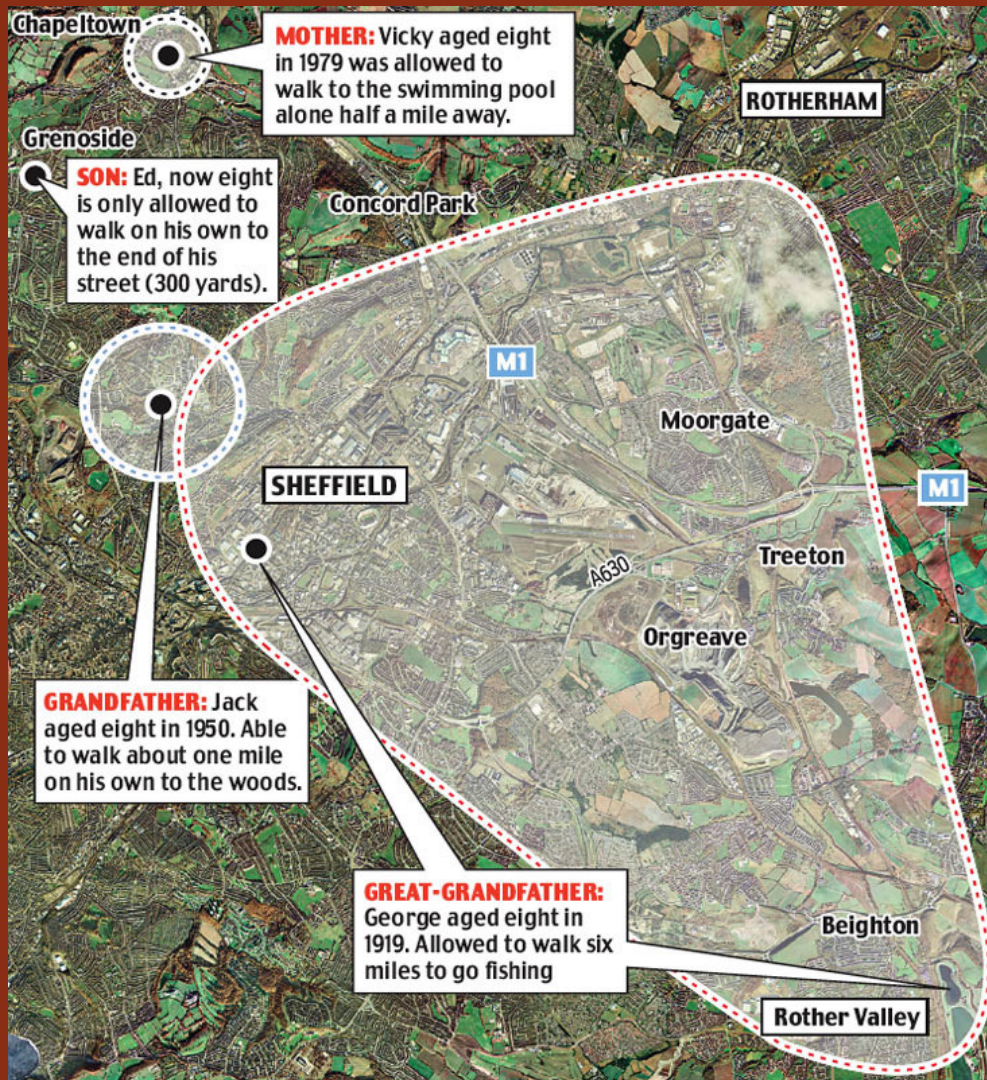 Chapeltown
MOTHER: Vicky aged eight
in 1979 was allowed to
walk to the swimming pool
alone half a mile away.
ROTHERHAM
Grenoside
SON: Ed, now eight
is only allowed to
walk on his own to
the end of his
street (300 yards).
Concord Park
M1
Moorgate
SHEFFIELD
M1
A630
Treeton
Orgreave
GRANDFATHER: Jack
aged eight in 1950. Able
to walk about one mile
on his own to the woods.
GREAT-GRANDFATHER:
George aged eight in
1919. Allowed to walk six
miles to go fishing
Beighton
Rother Valley